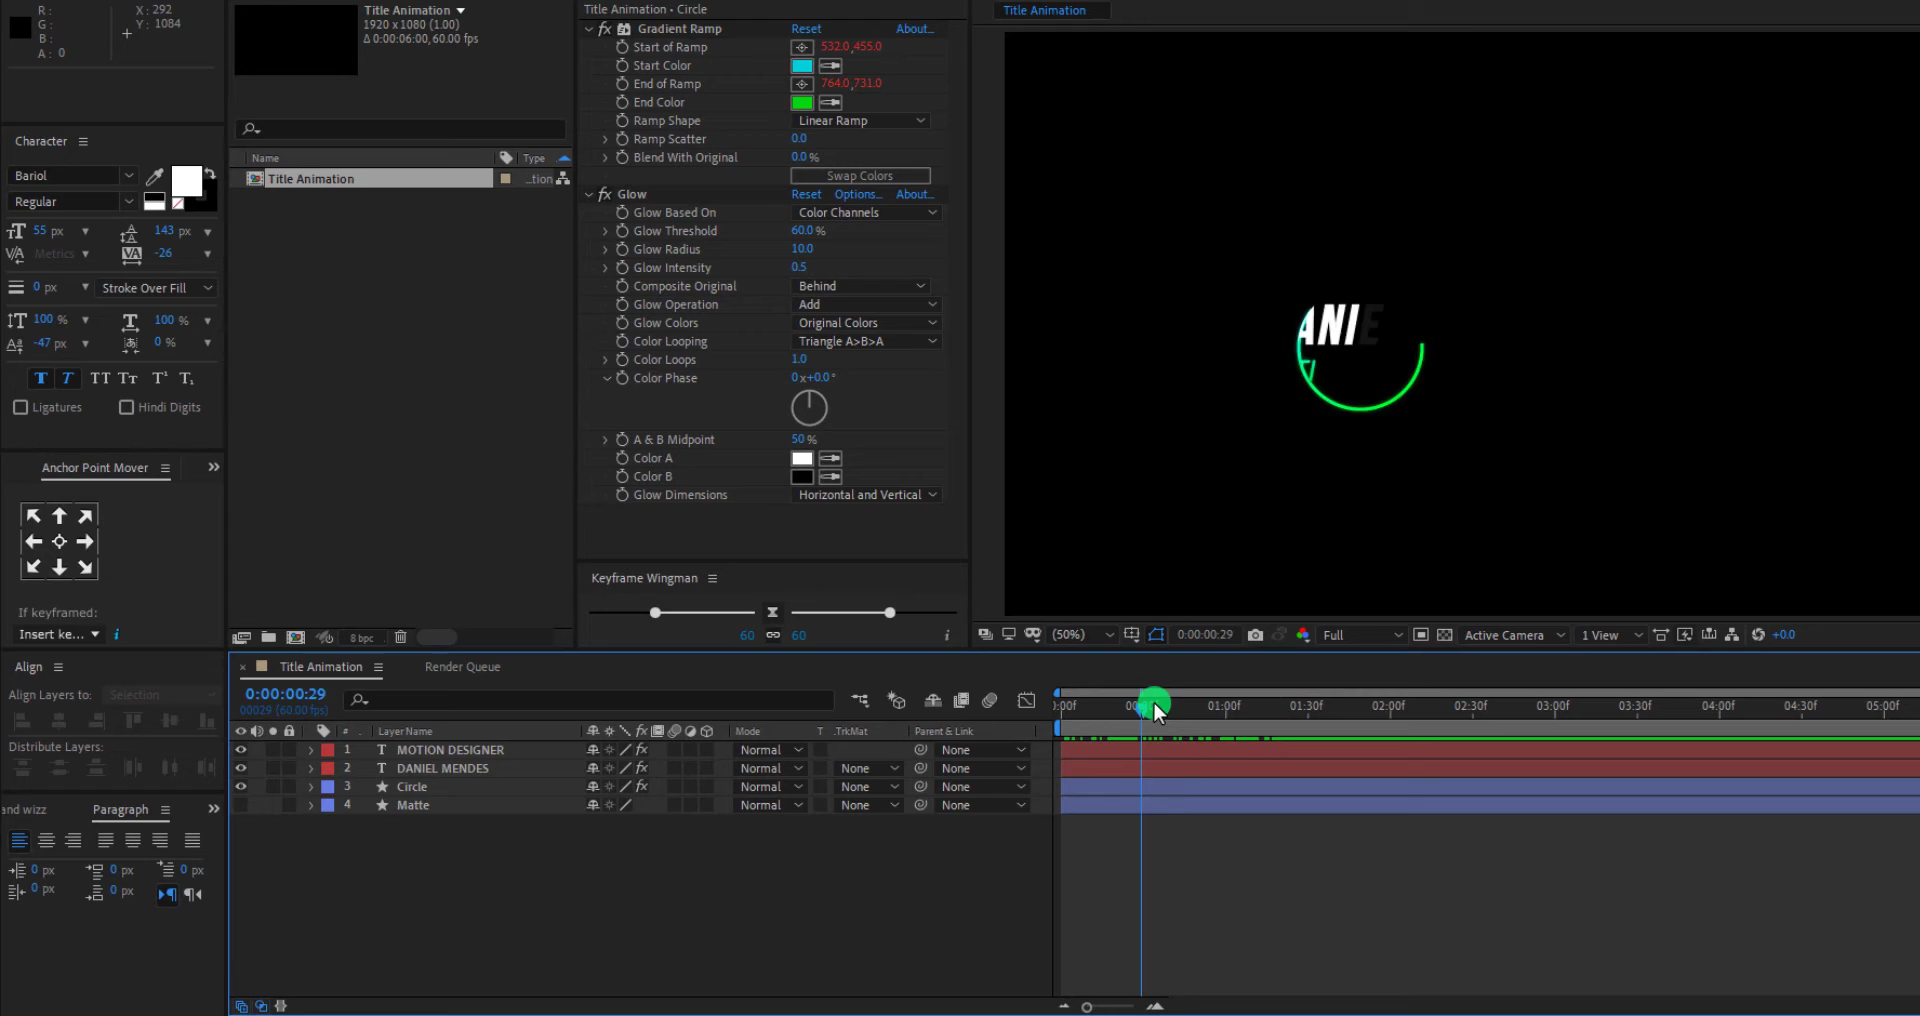 R:
G:
B:
A: 0
X: 292
Y: 1084
Title Animation
1920 x 1080 (1.00)
Δ 0:00:06:00, 60.00 fps
Name
Type
Title Animation
...tion
8 bpc
Character
Bariol
Regular
55 px
143 px
Metrics
-26
0 px
Stroke Over Fill
100 %
100 %
-47 px
0 %
Ligatures
Hindi Digits
Anchor Point Mover
If keyframed:
Insert ke...
Title Animation • Circle
fx Gradient Ramp Reset About...
Start of Ramp 532.0,455.0
Start Color
End of Ramp 764.0,731.0
End Color
Ramp Shape Linear Ramp
Ramp Scatter 0.0
Blend With Original 0.0 %
Swap Colors
fx Glow Reset Options... About...
Glow Based On Color Channels
Glow Threshold 60.0 %
Glow Radius 10.0
Glow Intensity 0.5
Composite Original Behind
Glow Operation Add
Glow Colors Original Colors
Color Looping Triangle A>B>A
Color Loops 1.0
Color Phase 0 x+0.0 °
A & B Midpoint 50 %
Color A
Color B
Glow Dimensions Horizontal and Vertical
Keyframe Wingman
60 60
Title Animation
ANIE
(50%) 0:00:00:29 Full Active Camera 1 View +0.0
Align
Align Layers to: Selection
Distribute Layers:
and wizz Paragraph
0 px 0 px 0 px
0 px 0 px
Title Animation Render Queue
0:00:00:29
00029 (60.00 fps)
# Layer Name Mode T .TrkMat Parent & Link
1 T MOTION DESIGNER Normal None
2 T DANIEL MENDES Normal None None
3 Circle Normal None None
4 Matte Normal None None
:00f 01:00f 01:30f 02:00f 02:30f 03:00f 03:30f 04:00f 04:30f 05:00f